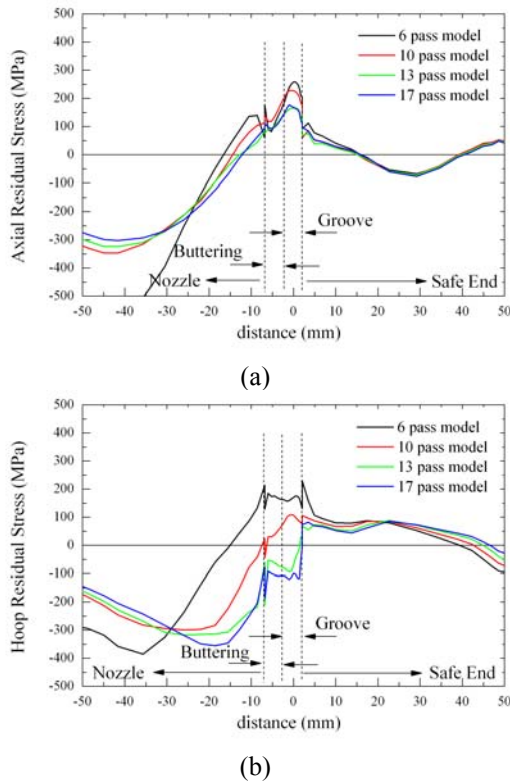 (a)
Axial Residual Stress (MPa)
500
400
300
200
100
0
-100
-200
-300
-400
-500
6 pass model
10 pass model
13 pass model
17 pass model
Groove
Buttering
Nozzle
Safe End
-50 -40 -30 -20 -10 0 10 20 30 40 50
distance (mm)
(a)
Hoop Residual Stress (MPa)
500
400
300
200
100
0
-100
-200
-300
-400
-500
6 pass model
10 pass model
13 pass model
17 pass model
Groove
Buttering
Nozzle
Safe End
-50 -40 -30 -20 -10 0 10 20 30 40 50
distance (mm)
(b)